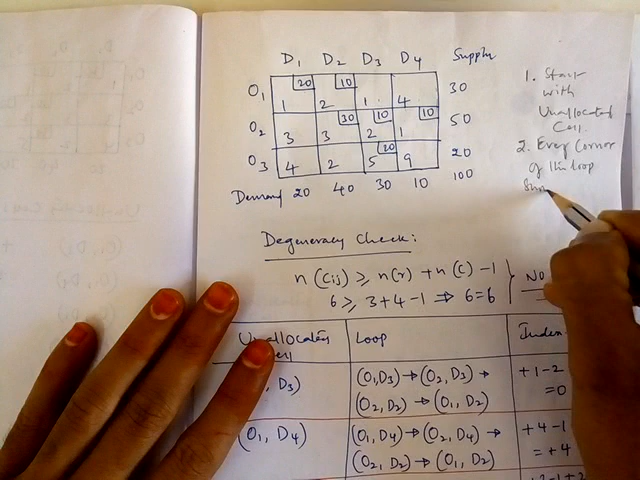 D1 D2 D3 D4 Supply
O1 20 10 30
1 2 1 4
O2 30 10 10 50
3 3 2 1
O3 20 20
4 2 5 9
Demand 20 40 30 10 100
Degeneracy Check:
n(Cij) ≥ n(r) + n(c) - 1
6 ≥ 3+4-1 ⇒ 6=6
NO
Unallocated Loop Index
, D3) (O1,D3) → (O2,D3) → +1-2
(O2,D2) → (O1,D2) =0
(O1,D4) (O1,D4) → (O2,D4) → +4-1
(O2,D2) → (O1,D2) = +4
1. Start
with
Unallocated
Cell.
2. Every Corner
of the loop